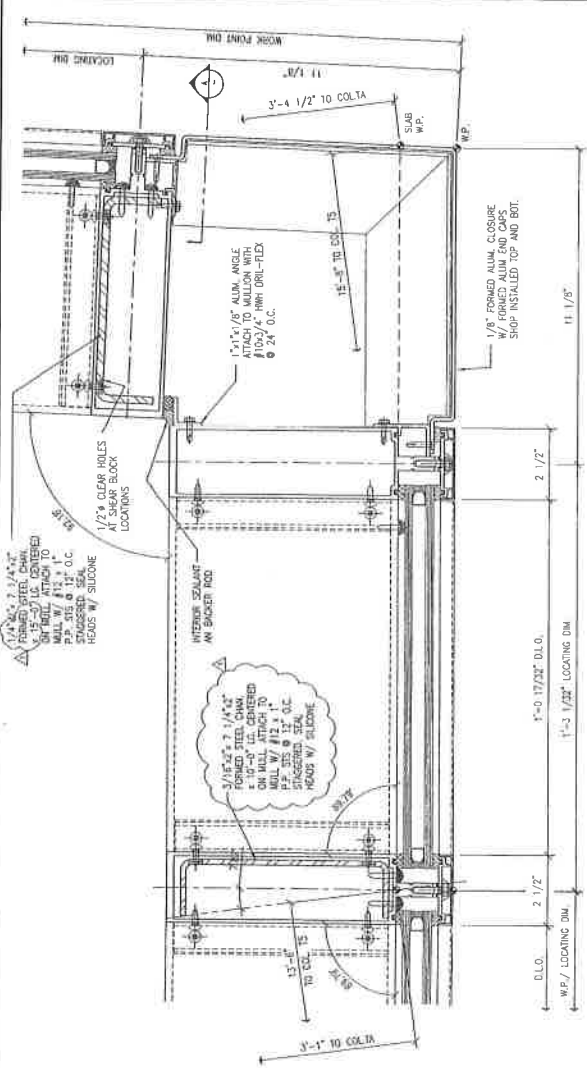 WORK POINT DIM.
LOCATING DIM.
11 1/8"
A
-
3'-4 1/2" TO COL.TA
SLAB
W.P.
W.P.
15'-8" TO COL. T5
1"x1"x1/8" ALUM. ANGLE
ATTACH TO MULLION WITH
#10x3/4" HWH DRIL-FLEX
@ 24" O.C.
1/8" FORMED ALUM. CLOSURE
W/ FORMED ALUM END CAPS
SHOP INSTALLED TOP AND BOT.
1/4"x2"x 7 1/4"x2"
FORMED STEEL CHAN.
x 15'-0" LG. CENTERED
ON MULL. ATTACH TO
MULL W/ #12 x 1"
P.P. STS @ 12" O.C.
STAGGERED. SEAL
HEADS W/ SILICONE
1/2"ø CLEAR HOLES
AT SHEAR BLOCK
LOCATIONS
92.18°
INTERIOR SEALANT
AN BACKER ROD
3/16"x2"x 7 1/4"x2"
FORMED STEEL CHAN.
x 10'-0" LG. CENTERED
ON MULL. ATTACH TO
MULL W/ #12 x 1"
P.P. STS @ 12" O.C.
STAGGERED. SEAL
HEADS W/ SILICONE
89.78°
13'-6"
TO COL. T5
3'-1" TO COL.TA
D.L.O.
2 1/2"
1'-0 17/32" D.L.O.
2 1/2"
11 1/8"
W.P./ LOCATING DIM.
1'-3 1/32" LOCATING DIM